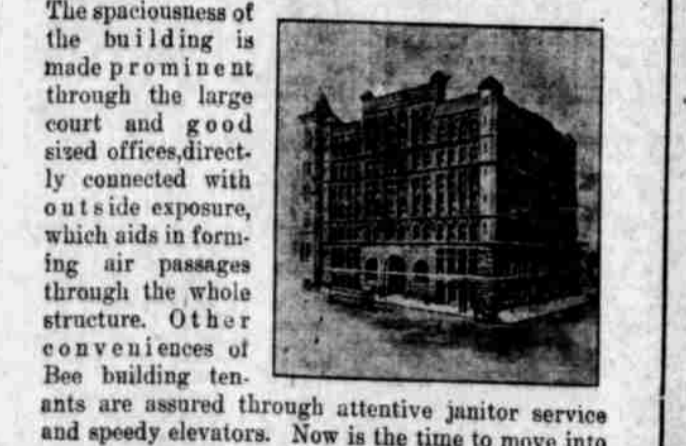 The spaciousness of
the building is
made prominent
through the large
court and good
sized offices,direct-
ly connected with
outside exposure,
which aids in form-
ing air passages
through the whole
structure. Other
conveniences of
Bee building ten-
ants are assured through attentive janitor service
and speedy elevators. Now is the time to move into